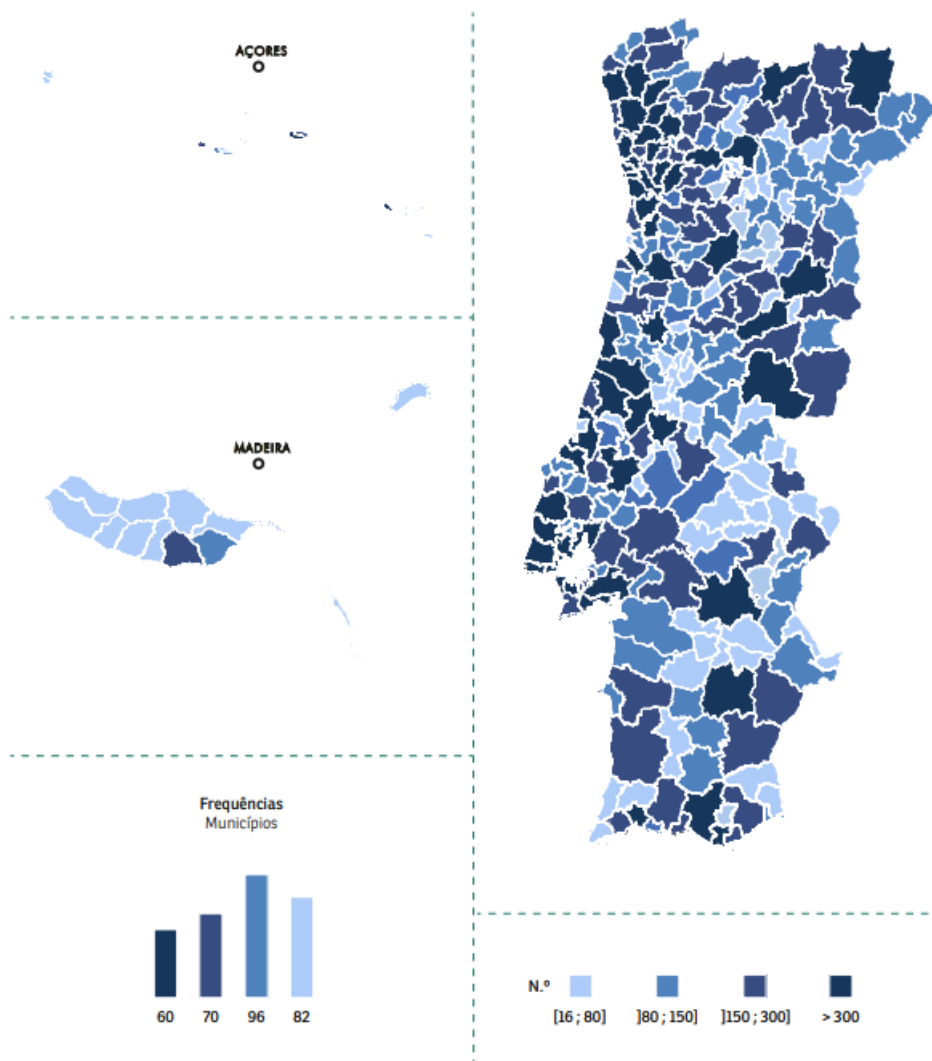 AÇORES
MADEIRA
Frequências
Municípios
60 70 96 82
N.º
[16 ; 80] ]80 ; 150] ]150 ; 300] > 300